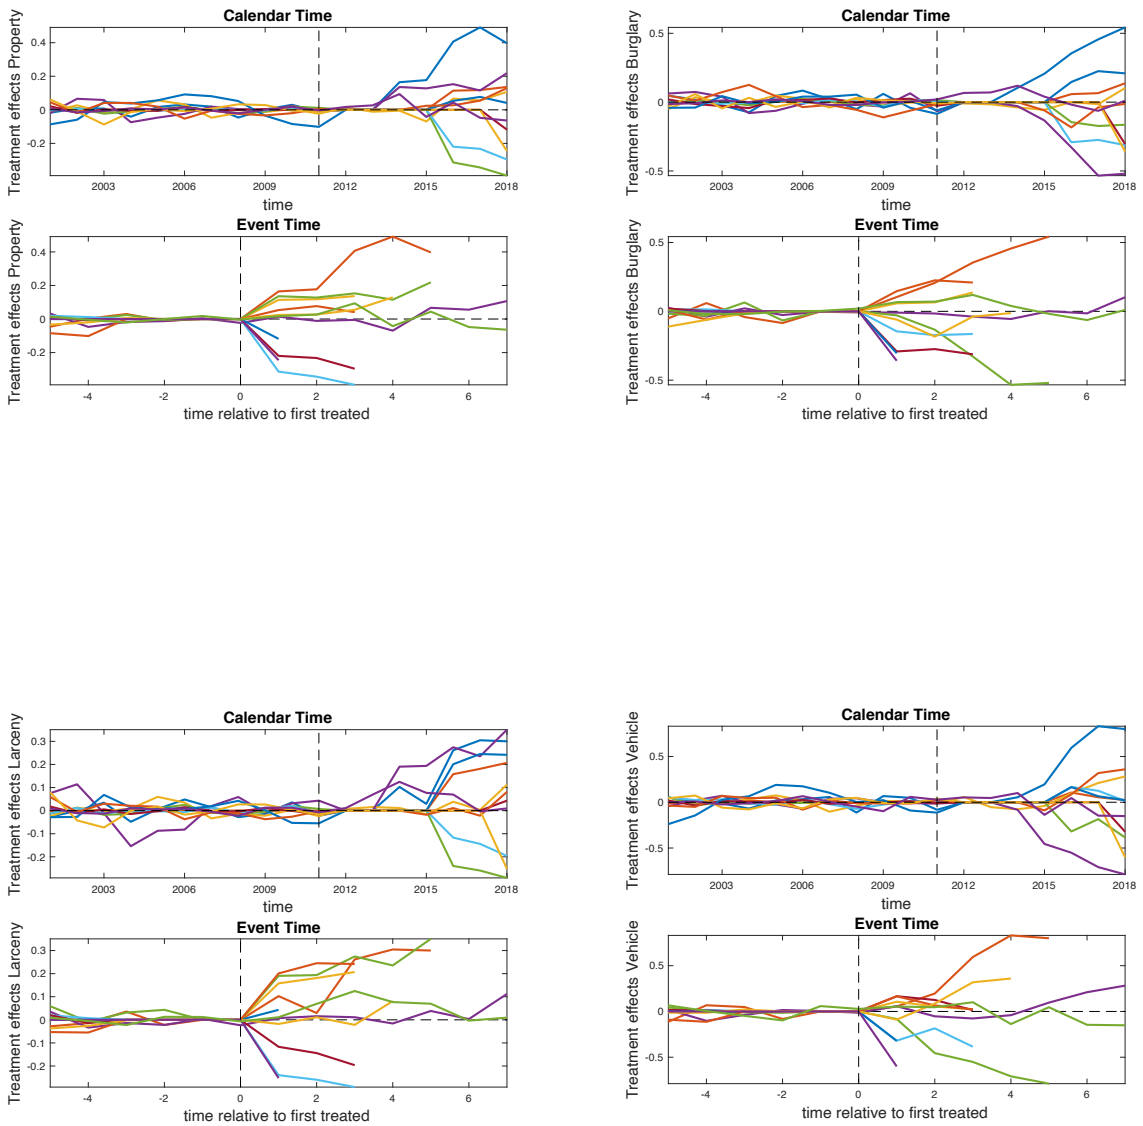 Calendar Time
Treatment effects Property
0.4
0.2
0
-0.2
2003 2006 2009 2012 2015 2018
time
Event Time
Treatment effects Property
0.4
0.2
0
-0.2
-4 -2 0 2 4 6
time relative to first treated
Calendar Time
Treatment effects Burglary
0.5
0
-0.5
2003 2006 2009 2012 2015 2018
time
Event Time
Treatment effects Burglary
0.5
0
-0.5
-4 -2 0 2 4 6
time relative to first treated
Calendar Time
Treatment effects Larceny
0.3
0.2
0.1
0
-0.1
-0.2
2003 2006 2009 2012 2015 2018
time
Event Time
Treatment effects Larceny
0.3
0.2
0.1
0
-0.1
-0.2
-4 -2 0 2 4 6
time relative to first treated
Calendar Time
Treatment effects Vehicle
0.5
0
-0.5
2003 2006 2009 2012 2015 2018
time
Event Time
Treatment effects Vehicle
0.5
0
-0.5
-4 -2 0 2 4 6
time relative to first treated